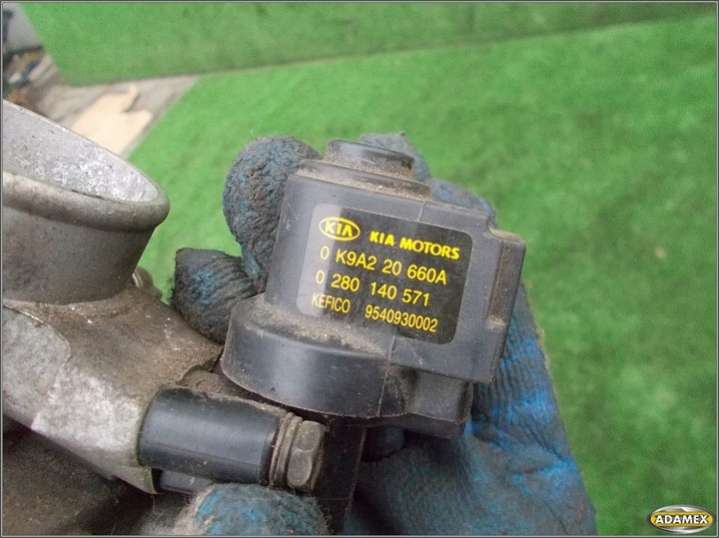 KIA KIA MOTORS
0 K9A2 20 660A
0 280 140 571
KEFICO 9540930002
ADAMEX